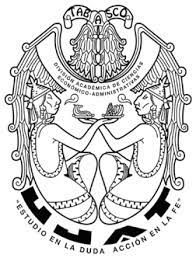 TABASCO
DIVISIÓN ACADÉMICA DE CIENCIAS
ECONÓMICO-ADMINISTRATIVAS
UJAT
"ESTUDIO EN LA DUDA ACCIÓN EN LA FE"